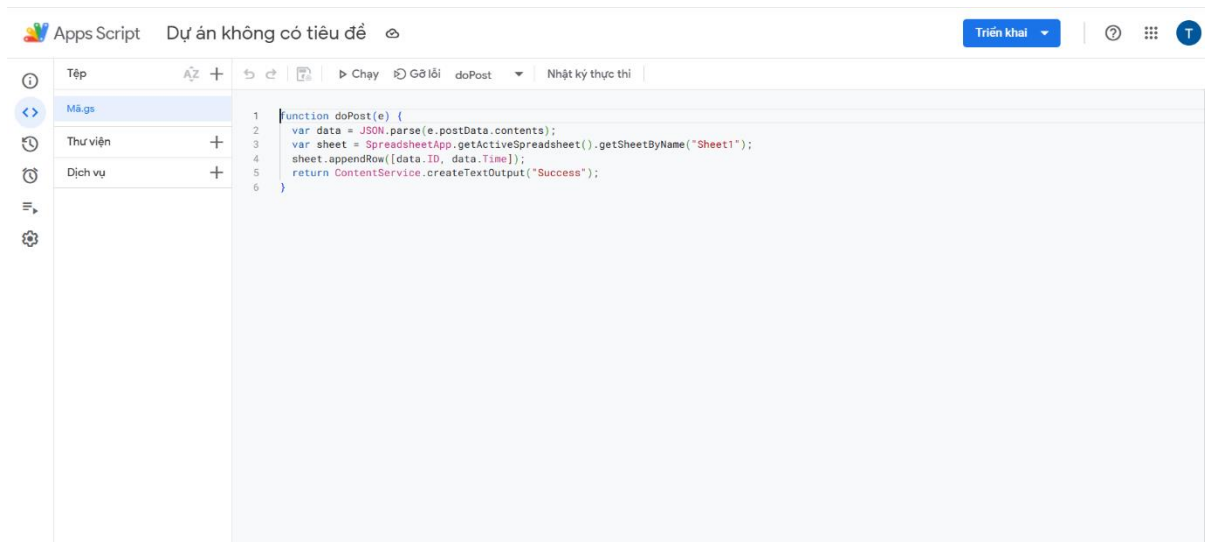 Apps Script Dự án không có tiêu đề
Triển khai
T
Tệp
AZ
Chạy Gỡ lỗi doPost Nhật ký thực thi
Mã.gs
Thư viện
Dịch vụ
1 function doPost(e) {
2 var data = JSON.parse(e.postData.contents);
3 var sheet = SpreadsheetApp.getActiveSpreadsheet().getSheetByName("Sheet1");
4 sheet.appendRow([data.ID, data.Time]);
5 return ContentService.createTextOutput("Success");
6 }